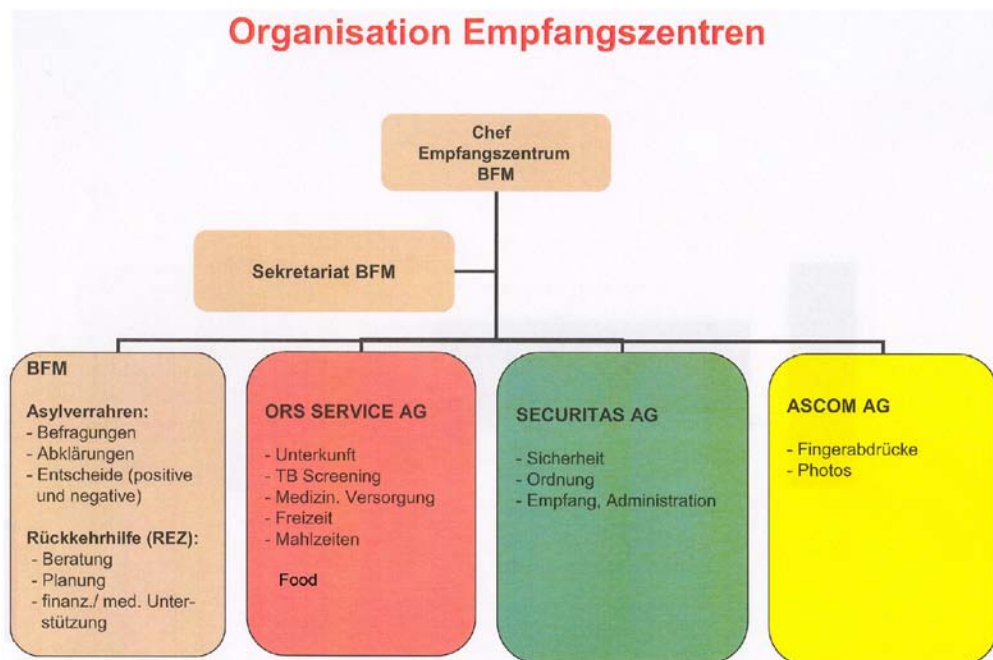 Organisation Empfangszentren
Chef
Empfangszentrum
BFM
Sekretariat BFM
BFM
Asylverrahren:
- Befragungen
- Abklärungen
- Entscheide (positive
und negative)
Rückkehrhilfe (REZ):
- Beratung
- Planung
- finanz./ med. Unter-
stützung
ORS SERVICE AG
- Unterkunft
- TB Screening
- Medizin. Versorgung
- Freizeit
- Mahlzeiten
Food
SECURITAS AG
- Sicherheit
- Ordnung
- Empfang, Administration
ASCOM AG
- Fingerabdrücke
- Photos